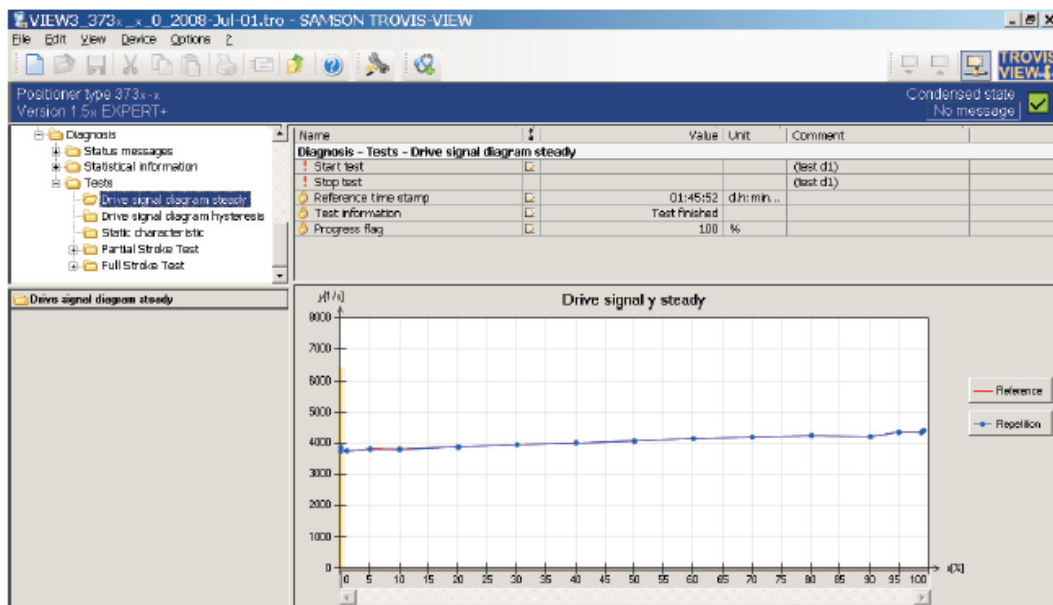 VIEW3_373x_x_0_2008-Jul-01.tro - SAMSON TROVIS-VIEW
File Edit View Device Options ?
TROVIS
VIEW
Positioner type 373x-x
Version 1.5x EXPERT+
Condensed state
No message
Diagnosis
Status messages
Statistical information
Tests
Drive signal diagram steady
Drive signal diagram hysteresis
Static characteristic
Partial Stroke Test
Full Stroke Test
Name Value Unit Comment
Diagnosis - Tests - Drive signal diagram steady
! Start test (test d1)
! Stop test (test d1)
Reference time stamp 01:45:52 d.h:min...
Test information Test finished
Progress flag 100 %
Drive signal diagram steady
Drive signal y steady
y[1/s]
8000
7000
6000
5000
4000
3000
2000
1000
0
0 5 10 15 20 25 30 35 40 45 50 55 60 65 70 75 80 85 90 95 100
x[%]
Reference
Repetition